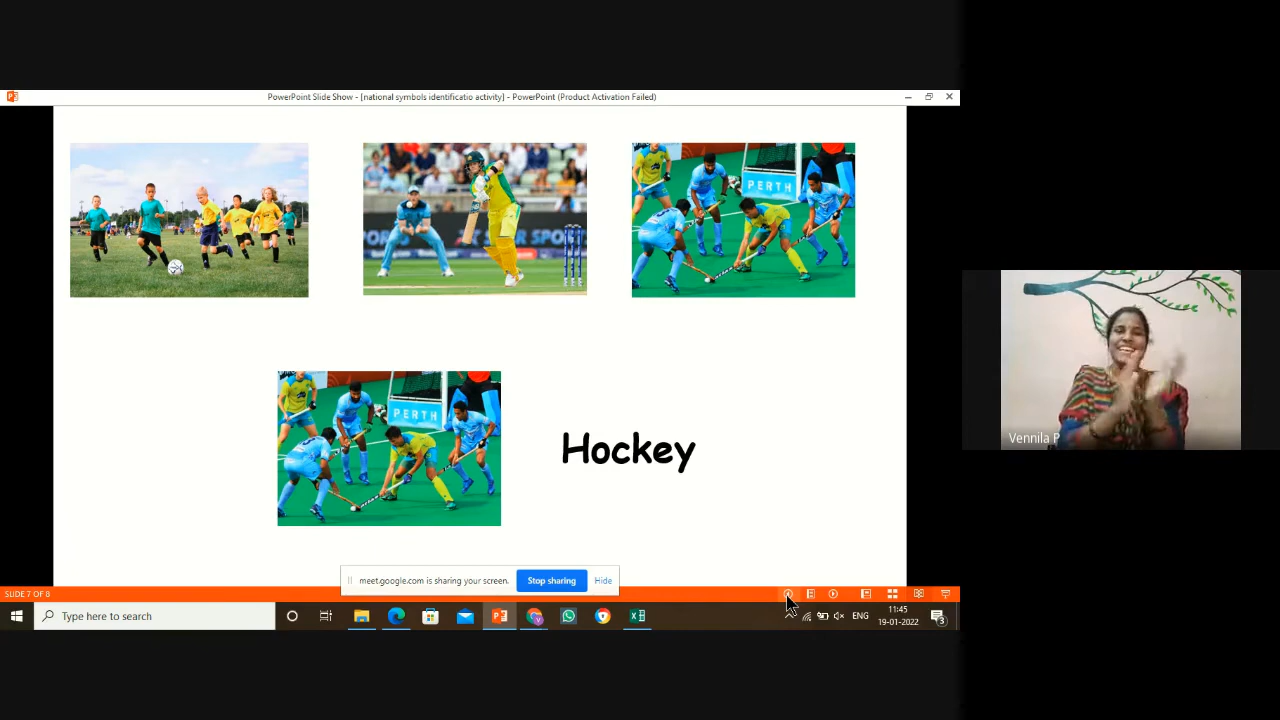 PowerPoint Slide Show - [national symbols identificatio activity] - PowerPoint (Product Activation Failed)
PERTH
PERTH
Hockey
Vennila P
meet.google.com is sharing your screen.
Stop sharing
Hide
SLIDE 7 OF 8
Type here to search
ENG
11:45
19-01-2022
3